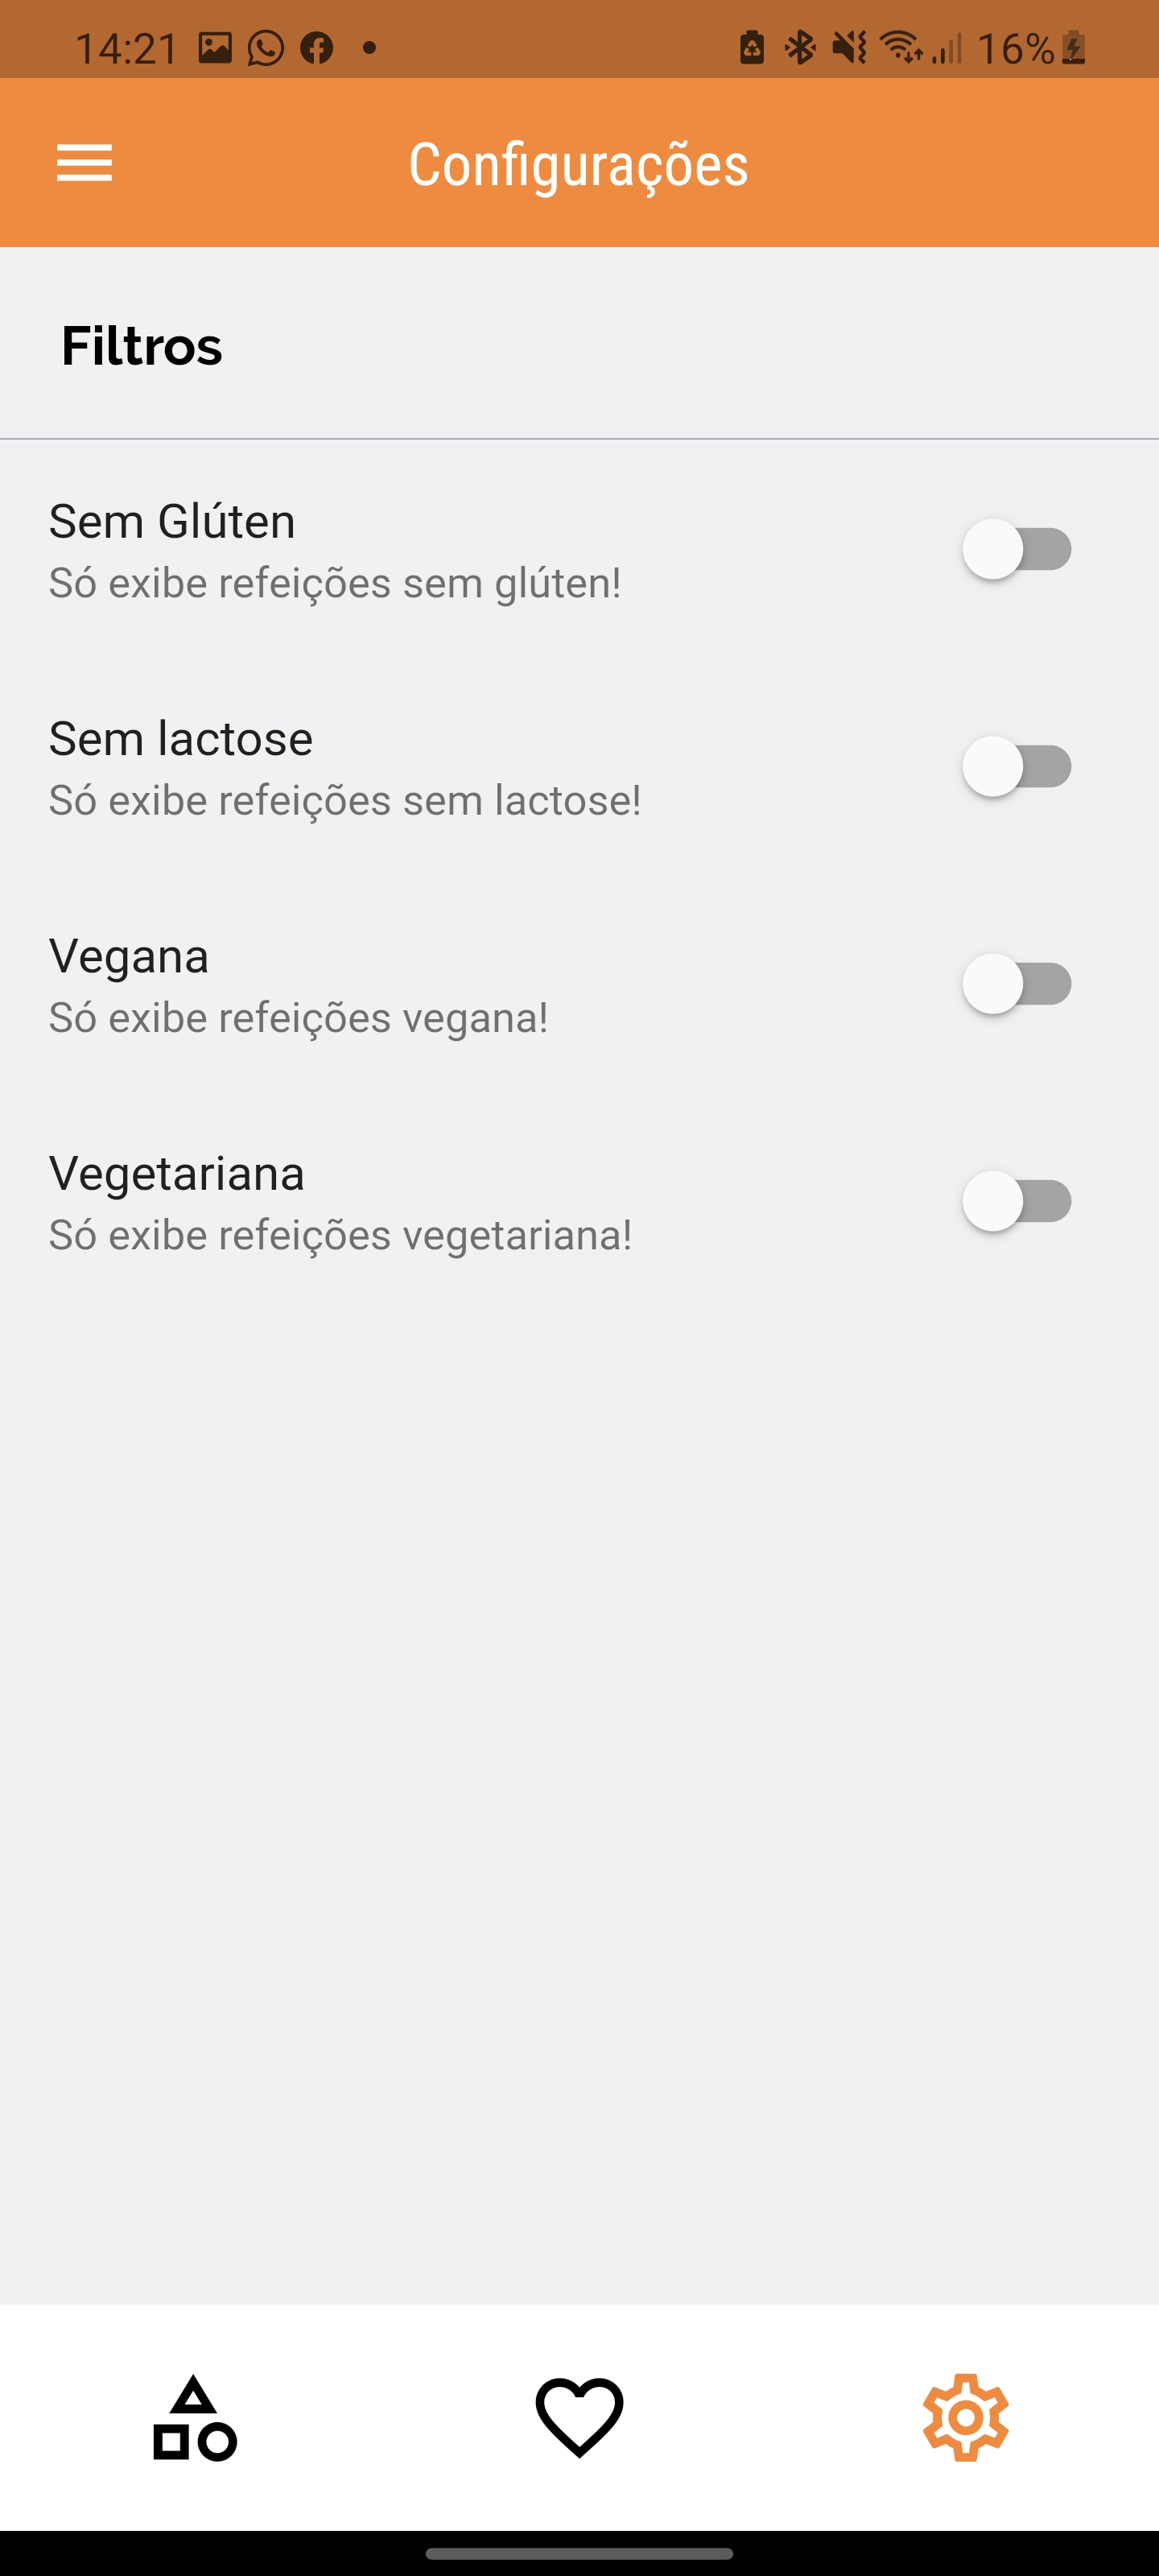 14:21 16%
Configurações
Filtros
Sem Glúten
Só exibe refeições sem glúten!
Sem lactose
Só exibe refeições sem lactose!
Vegana
Só exibe refeições vegana!
Vegetariana
Só exibe refeições vegetariana!